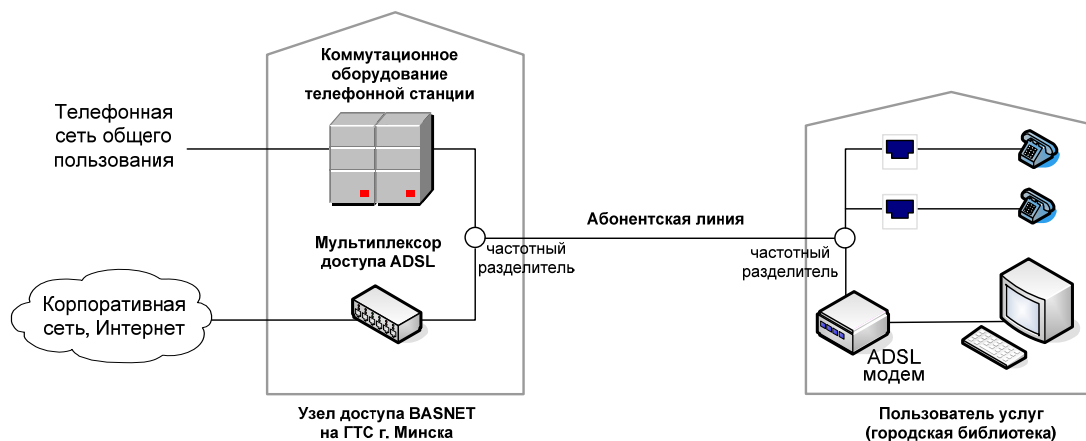 Коммутационное
оборудование
телефонной станции
Телефонная
сеть общего
пользования
Абонентская линия
Мультиплексор
доступа ADSL
частотный
разделитель
частотный
разделитель
Корпоративная
сеть, Интернет
ADSL
модем
Узел доступа BASNET
на ГТС г. Минска
Пользователь услуг
(городская библиотека)